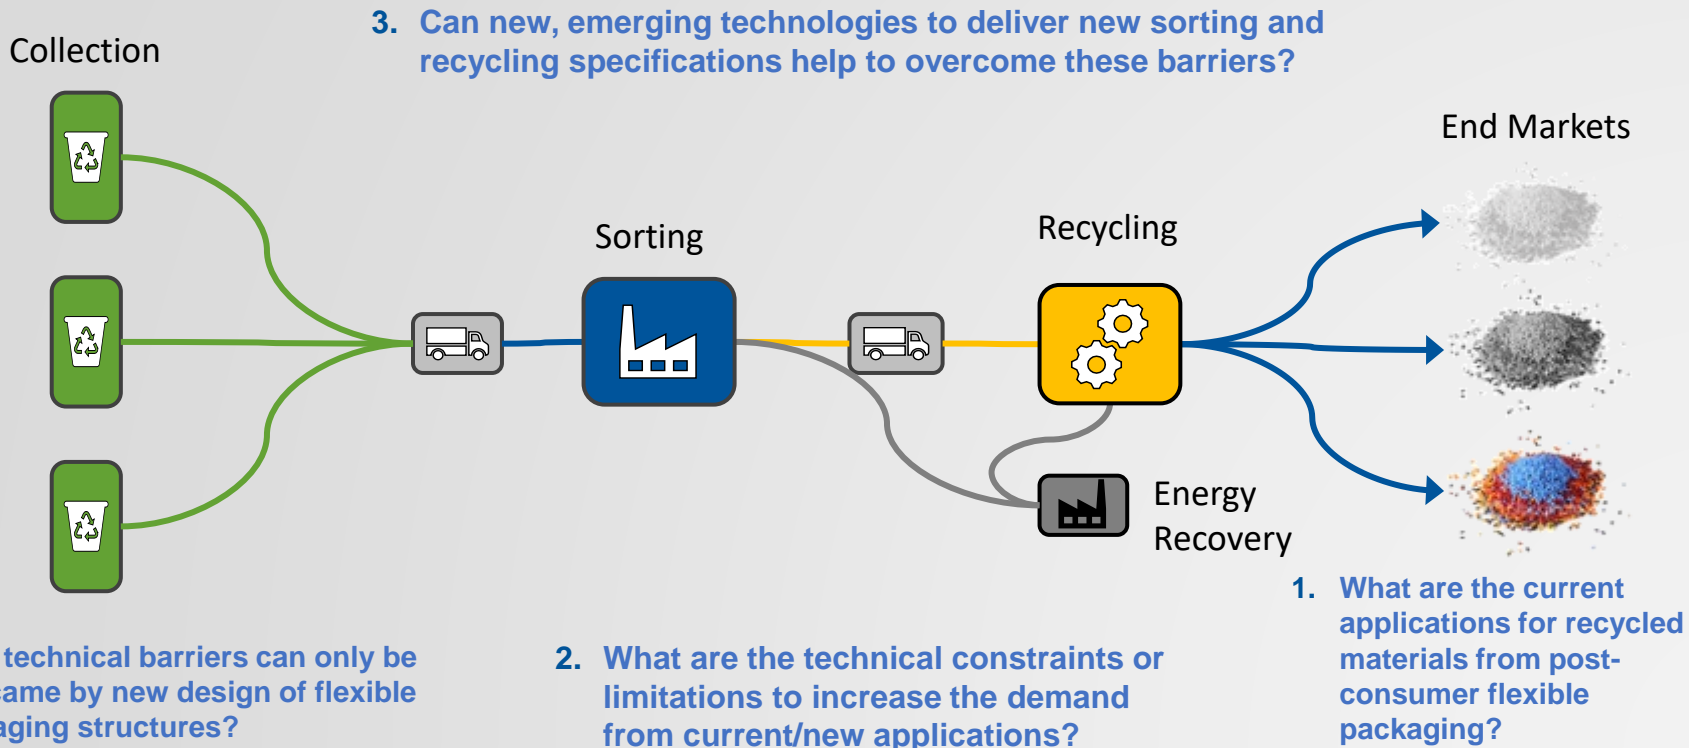 3. Can new, emerging technologies to deliver new sorting and
recycling specifications help to overcome these barriers?
Collection
End Markets
Sorting
Recycling
Energy
Recovery
1. What are the current
applications for recycled
materials from post-
consumer flexible
packaging?
technical barriers can only be
came by new design of flexible
aging structures?
2. What are the technical constraints or
limitations to increase the demand
from current/new applications?